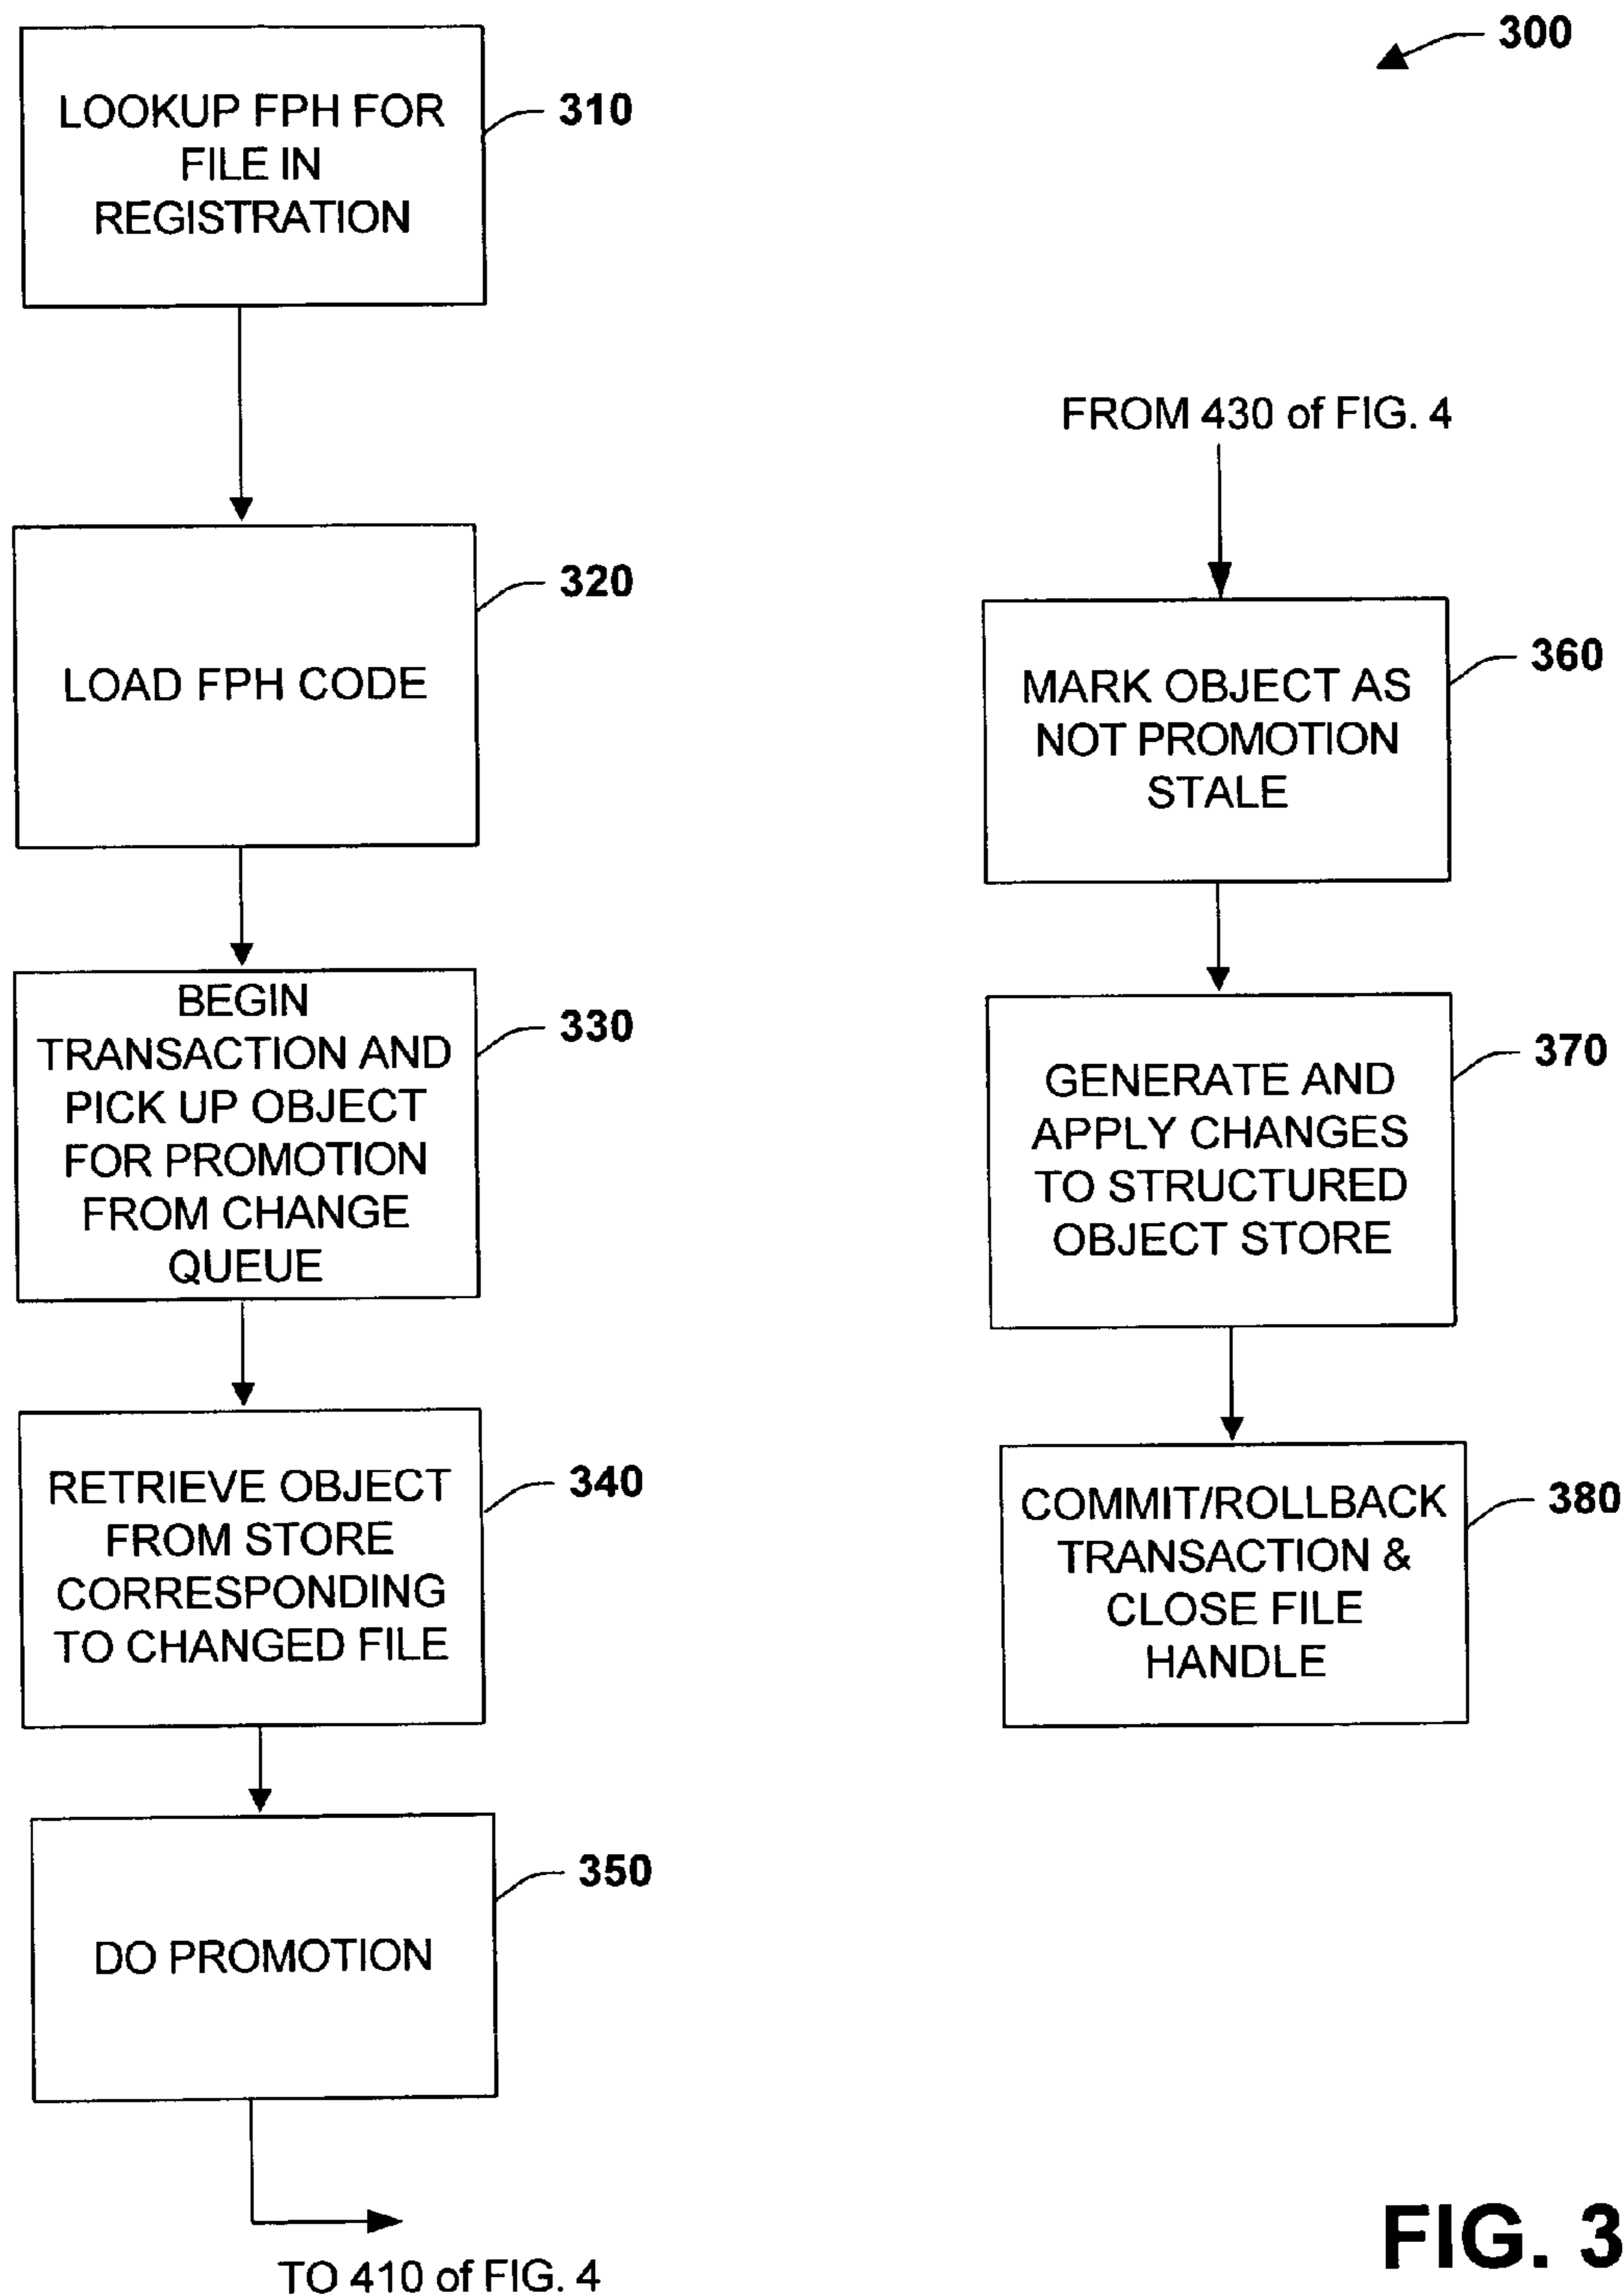 300
LOOKUP FPH FOR
FILE IN
REGISTRATION
310
LOAD FPH CODE
320
BEGIN
TRANSACTION AND
PICK UP OBJECT
FOR PROMOTION
FROM CHANGE
QUEUE
330
RETRIEVE OBJECT
FROM STORE
CORRESPONDING
TO CHANGED FILE
340
DO PROMOTION
350
TO 410 of FIG. 4
FROM 430 of FIG. 4
MARK OBJECT AS
NOT PROMOTION
STALE
360
GENERATE AND
APPLY CHANGES
TO STRUCTURED
OBJECT STORE
370
COMMIT/ROLLBACK
TRANSACTION &
CLOSE FILE
HANDLE
380
FIG. 3